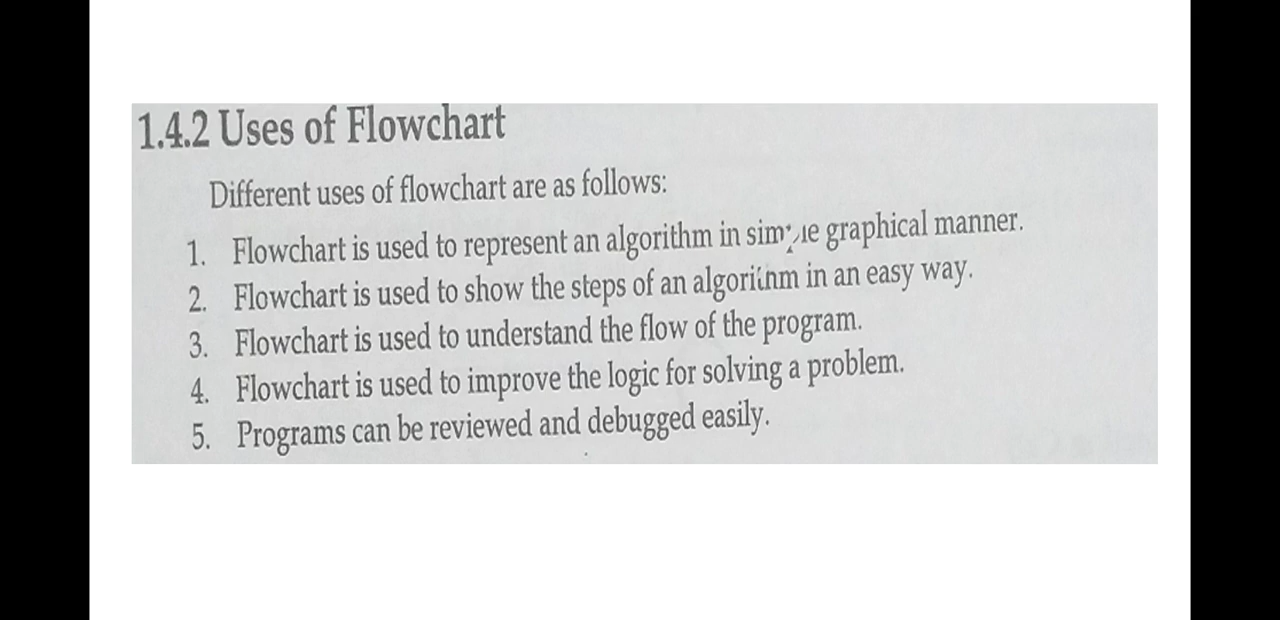 1.4.2 Uses of Flowchart
Different uses of flowchart are as follows:
1. Flowchart is used to represent an algorithm in simple graphical manner.
2. Flowchart is used to show the steps of an algorithm in an easy way.
3. Flowchart is used to understand the flow of the program.
4. Flowchart is used to improve the logic for solving a problem.
5. Programs can be reviewed and debugged easily.